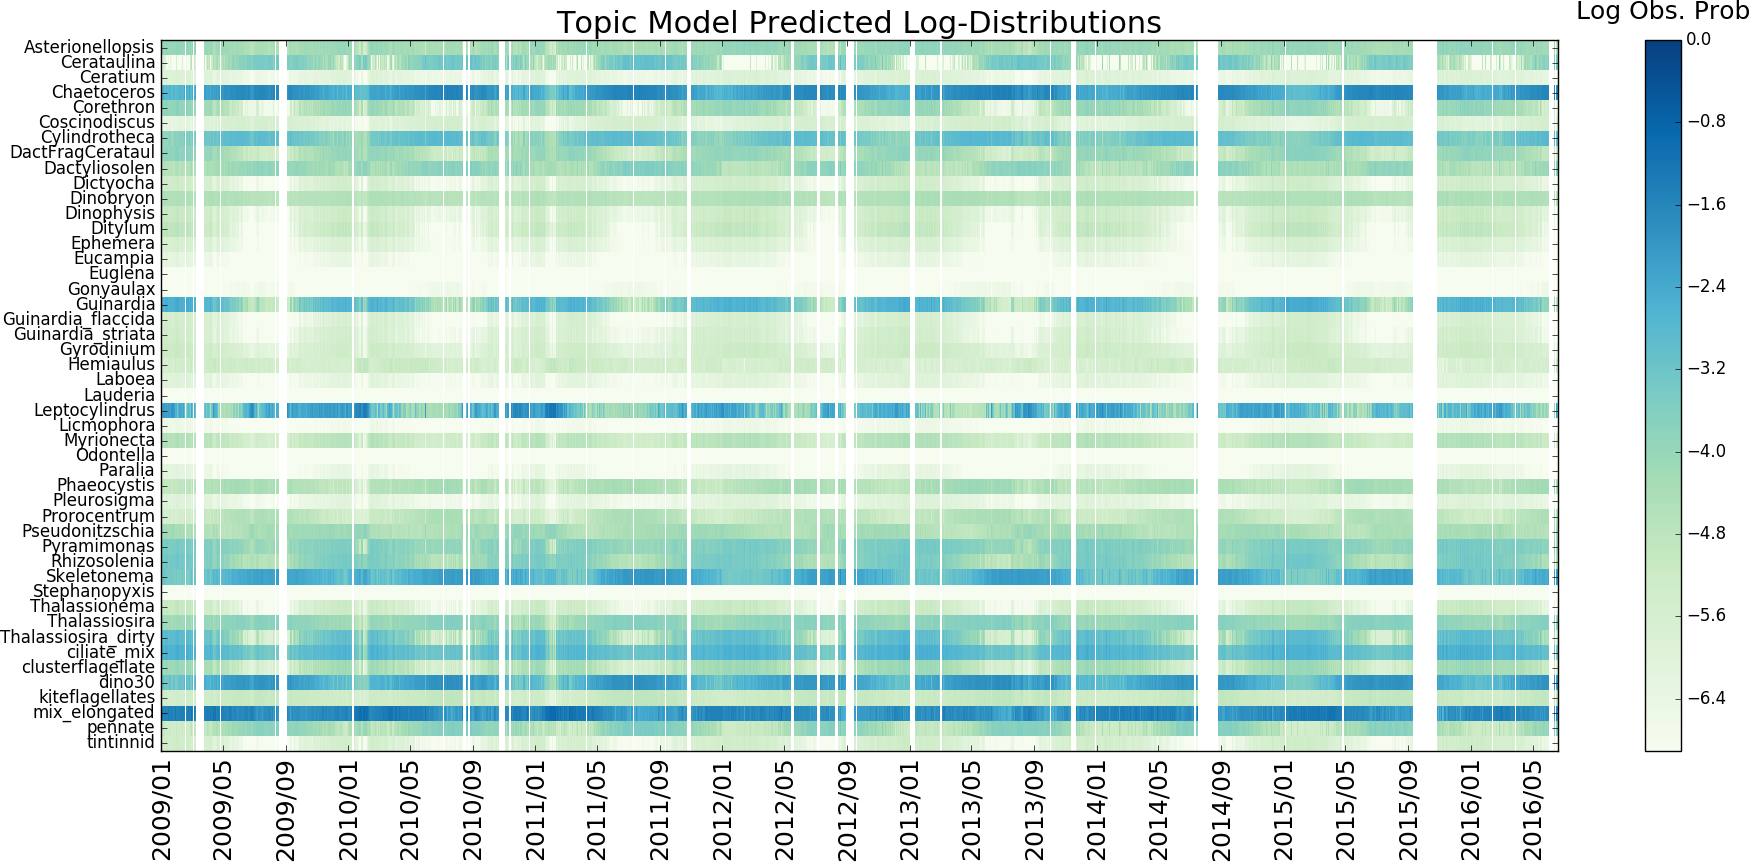 Topic Model Predicted Log-Distributions
Log Obs. Prob
Asterionellopsis
Cerataulina
Ceratium
Chaetoceros
Corethron
Coscinodiscus
Cylindrotheca
DactFragCerataul
Dactyliosolen
Dictyocha
Dinobryon
Dinophysis
Ditylum
Ephemera
Eucampia
Euglena
Gonyaulax
Guinardia
Guinardia_flaccida
Guinardia_striata
Gyrodinium
Hemiaulus
Laboea
Lauderia
Leptocylindrus
Licmophora
Myrionecta
Odontella
Paralia
Phaeocystis
Pleurosigma
Prorocentrum
Pseudonitzschia
Pyramimonas
Rhizosolenia
Skeletonema
Stephanopyxis
Thalassionema
Thalassiosira
Thalassiosira_dirty
ciliate_mix
clusterflagellate
dino30
kiteflagellates
mix_elongated
pennate
tintinnid
2009/01
2009/05
2009/09
2010/01
2010/05
2010/09
2011/01
2011/05
2011/09
2012/01
2012/05
2012/09
2013/01
2013/05
2013/09
2014/01
2014/05
2014/09
2015/01
2015/05
2015/09
2016/01
2016/05
0.0
−0.8
−1.6
−2.4
−3.2
−4.0
−4.8
−5.6
−6.4